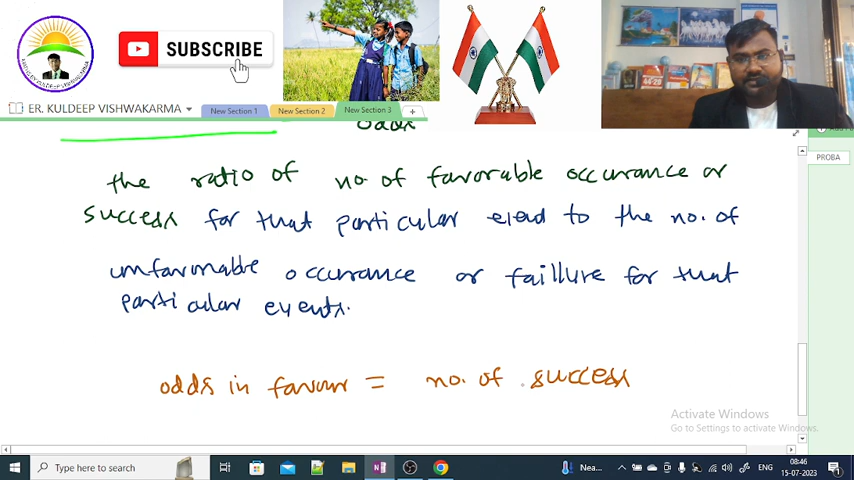 SUBSCRIBE
ER. KULDEEP VISHWAKARMA
New Section 1
New Section 2
New Section 3
+
PROBA
odds
the ratio of no. of favorable occurance or
success for that particular
to the no. of
unfavorable occurance or faillure for that
particular events.
odds in favour = no. of success
Activate Windows
Go to Settings to activate Windows.
Type here to search
Nea...
ENG
08:46
15-07-2023